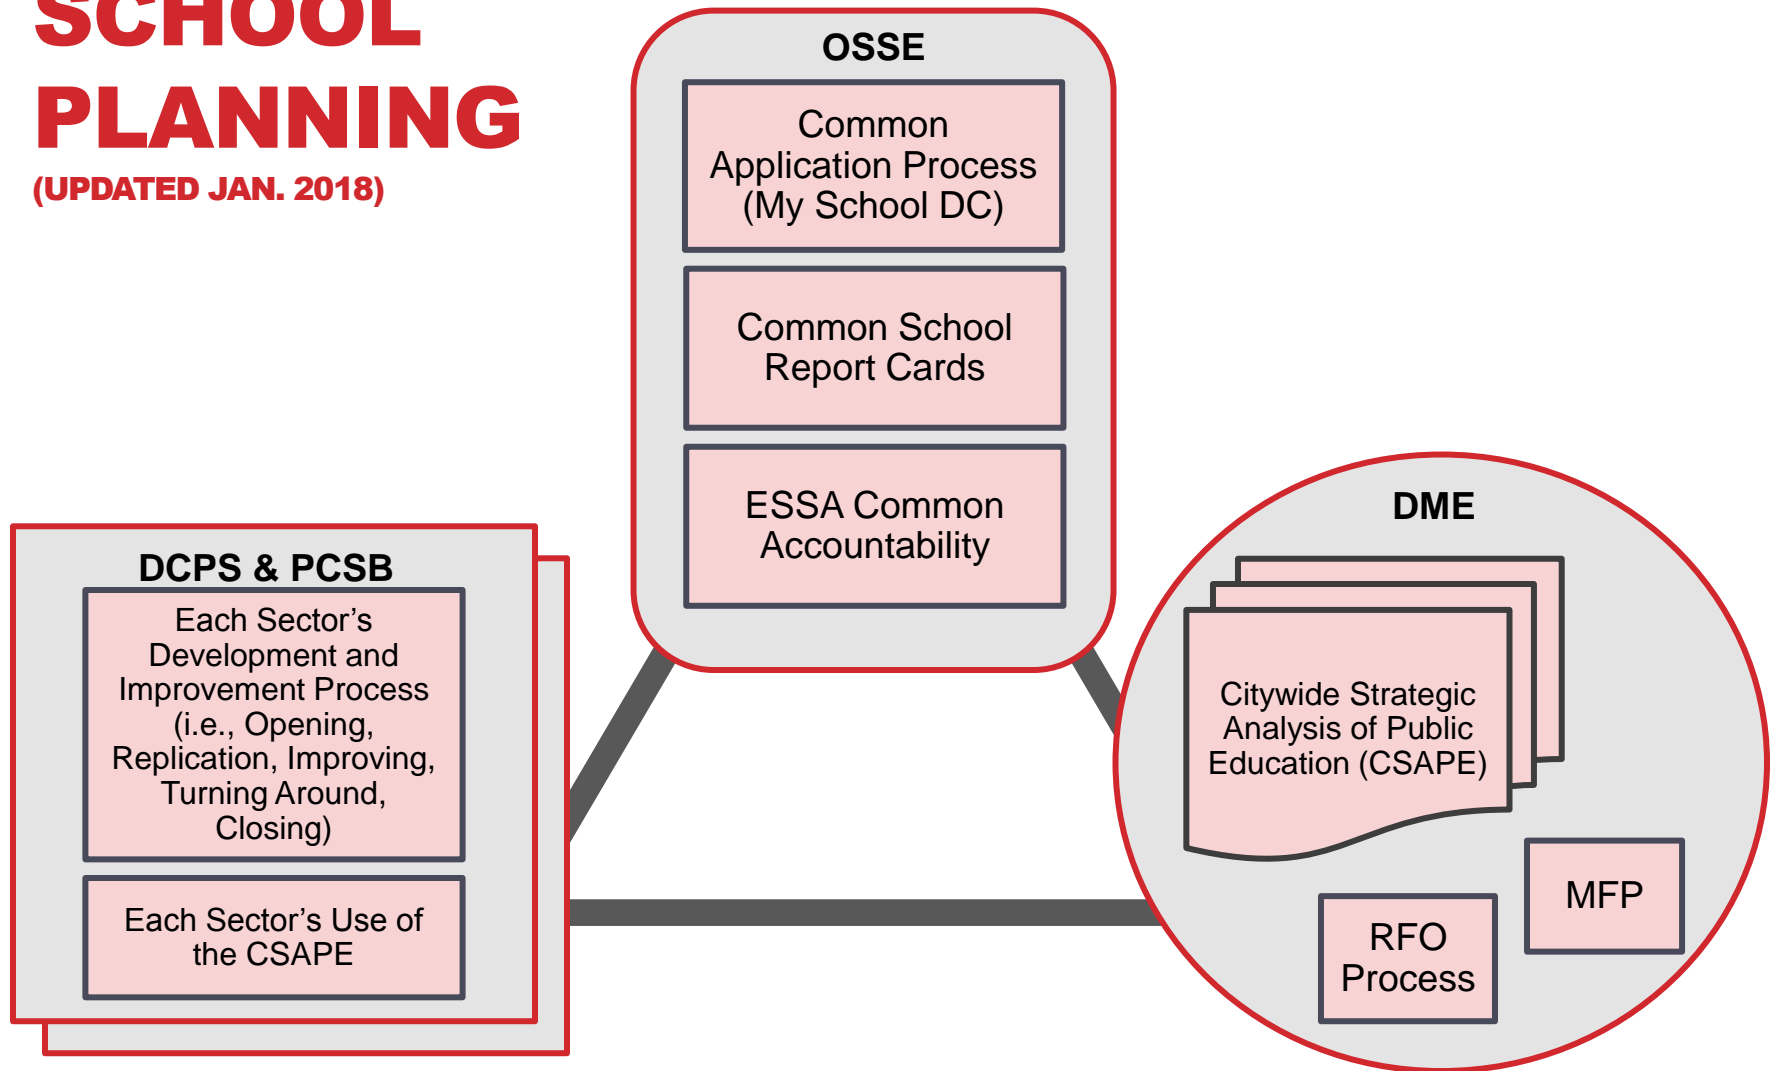 SCHOOL
PLANNING
(UPDATED JAN. 2018)
OSSE
Common
Application Process
(My School DC)
Common School
Report Cards
ESSA Common
Accountability
DCPS & PCSB
Each Sector’s
Development and
Improvement Process
(i.e., Opening,
Replication, Improving,
Turning Around,
Closing)
Each Sector’s Use of
the CSAPE
DME
Citywide Strategic
Analysis of Public
Education (CSAPE)
MFP
RFO
Process